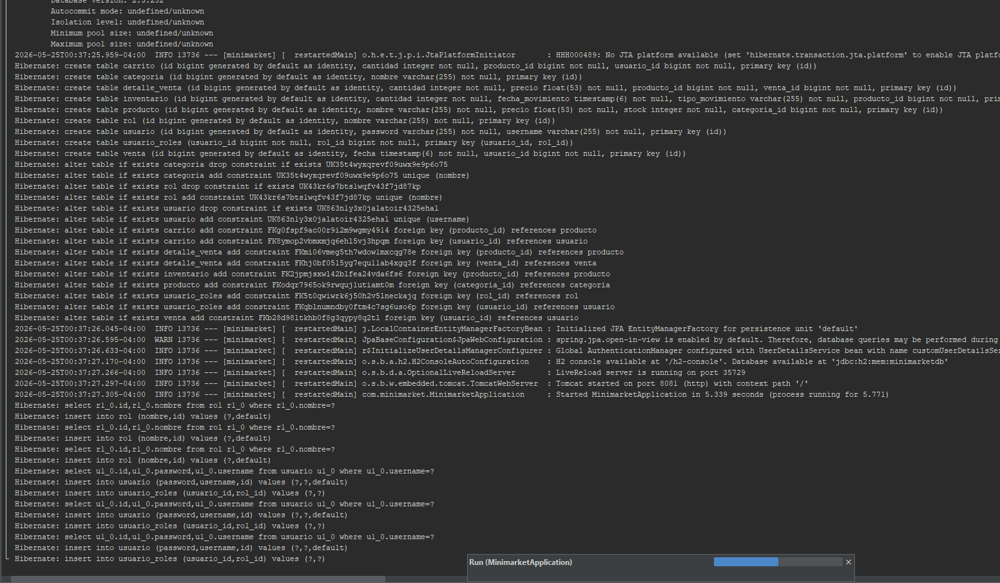 Database version: 2.3.232
Autocommit mode: undefined/unknown
Isolation level: undefined/unknown
Minimum pool size: undefined/unknown
Maximum pool size: undefined/unknown
2026-05-25T00:37:25.959-04:00  INFO 13736 --- [minimarket] [  restartedMain] o.h.e.t.j.p.i.JtaPlatformInitiator       : HHH000489: No JTA platform available (set 'hibernate.transaction.jta.platform' to enable JTA platfo
Hibernate: create table carrito (id bigint generated by default as identity, cantidad integer not null, producto_id bigint not null, usuario_id bigint not null, primary key (id))
Hibernate: create table categoria (id bigint generated by default as identity, nombre varchar(255) not null, primary key (id))
Hibernate: create table detalle_venta (id bigint generated by default as identity, cantidad integer not null, precio float(53) not null, producto_id bigint not null, venta_id bigint not null, primary key (id))
Hibernate: create table inventario (id bigint generated by default as identity, cantidad integer not null, fecha_movimiento timestamp(6) not null, tipo_movimiento varchar(255) not null, producto_id bigint not null, prin
Hibernate: create table producto (id bigint generated by default as identity, nombre varchar(255) not null, precio float(53) not null, stock integer not null, categoria_id bigint not null, primary key (id))
Hibernate: create table rol (id bigint generated by default as identity, nombre varchar(255) not null, primary key (id))
Hibernate: create table usuario (id bigint generated by default as identity, password varchar(255) not null, username varchar(255) not null, primary key (id))
Hibernate: create table usuario_roles (usuario_id bigint not null, rol_id bigint not null, primary key (usuario_id, rol_id))
Hibernate: create table venta (id bigint generated by default as identity, fecha timestamp(6) not null, usuario_id bigint not null, primary key (id))
Hibernate: alter table if exists categoria drop constraint if exists UK35t4wyxqrevf09uwx9e9p6o75
Hibernate: alter table if exists categoria add constraint UK35t4wyxqrevf09uwx9e9p6o75 unique (nombre)
Hibernate: alter table if exists rol drop constraint if exists UK43kr6s7bts1wqfv43f7jd87kp
Hibernate: alter table if exists rol add constraint UK43kr6s7bts1wqfv43f7jd87kp unique (nombre)
Hibernate: alter table if exists usuario drop constraint if exists UK863n1y3x0jalatoir4325ehal
Hibernate: alter table if exists usuario add constraint UK863n1y3x0jalatoir4325ehal unique (username)
Hibernate: alter table if exists carrito add constraint FKg0fspf9ac00r9i2m9wgmy49l4 foreign key (producto_id) references producto
Hibernate: alter table if exists carrito add constraint FK8ymop2vbmxmjq6ehl5vj3hpqm foreign key (usuario_id) references usuario
Hibernate: alter table if exists detalle_venta add constraint FKmi06vmeg5th7wdowlmxcqg78e foreign key (producto_id) references producto
Hibernate: alter table if exists detalle_venta add constraint FKhj0bf05l5yg7equ1lab4xgq3f foreign key (venta_id) references venta
Hibernate: alter table if exists inventario add constraint FK2jpmjsxwl42blfea24vda6fs6 foreign key (producto_id) references producto
Hibernate: alter table if exists producto add constraint FKodqr7965ok9rwquj1utiamt0m foreign key (categoria_id) references categoria
Hibernate: alter table if exists usuario_roles add constraint FK5t0qwiwrk6j50h2v5lneckajq foreign key (rol_id) references rol
Hibernate: alter table if exists usuario_roles add constraint FKqblnumndby0ftm4c7sg6uso6p foreign key (usuario_id) references usuario
Hibernate: alter table if exists venta add constraint FKb28d98ltkhb0f8g3qypy8q2tl foreign key (usuario_id) references usuario
2026-05-25T00:37:26.045-04:00  INFO 13736 --- [minimarket] [  restartedMain] j.LocalContainerEntityManagerFactoryBean : Initialized JPA EntityManagerFactory for persistence unit 'default'
2026-05-25T00:37:26.595-04:00  WARN 13736 --- [minimarket] [  restartedMain] JpaBaseConfiguration$JpaWebConfiguration : spring.jpa.open-in-view is enabled by default. Therefore, database queries may be performed during
2026-05-25T00:37:26.633-04:00  INFO 13736 --- [minimarket] [  restartedMain] r$InitializeUserDetailsManagerConfigurer : Global AuthenticationManager configured with UserDetailsService bean with name customUserDetailsSer
2026-05-25T00:37:27.170-04:00  INFO 13736 --- [minimarket] [  restartedMain] o.s.b.a.h2.H2ConsoleAutoConfiguration    : H2 console available at '/h2-console'. Database available at 'jdbc:h2:mem:minimarketdb'
2026-05-25T00:37:27.266-04:00  INFO 13736 --- [minimarket] [  restartedMain] o.s.b.d.a.OptionalLiveReloadServer       : LiveReload server is running on port 35729
2026-05-25T00:37:27.297-04:00  INFO 13736 --- [minimarket] [  restartedMain] o.s.b.w.embedded.tomcat.TomcatWebServer  : Tomcat started on port 8081 (http) with context path '/'
2026-05-25T00:37:27.305-04:00  INFO 13736 --- [minimarket] [  restartedMain] com.minimarket.MinimarketApplication     : Started MinimarketApplication in 5.339 seconds (process running for 5.771)
Hibernate: select r1_0.id,r1_0.nombre from rol r1_0 where r1_0.nombre=?
Hibernate: insert into rol (nombre,id) values (?,default)
Hibernate: select r1_0.id,r1_0.nombre from rol r1_0 where r1_0.nombre=?
Hibernate: insert into rol (nombre,id) values (?,default)
Hibernate: select r1_0.id,r1_0.nombre from rol r1_0 where r1_0.nombre=?
Hibernate: insert into rol (nombre,id) values (?,default)
Hibernate: select u1_0.id,u1_0.password,u1_0.username from usuario u1_0 where u1_0.username=?
Hibernate: insert into usuario (password,username,id) values (?,?,default)
Hibernate: insert into usuario_roles (usuario_id,rol_id) values (?,?)
Hibernate: select u1_0.id,u1_0.password,u1_0.username from usuario u1_0 where u1_0.username=?
Hibernate: insert into usuario (password,username,id) values (?,?,default)
Hibernate: insert into usuario_roles (usuario_id,rol_id) values (?,?)
Hibernate: select u1_0.id,u1_0.password,u1_0.username from usuario u1_0 where u1_0.username=?
Hibernate: insert into usuario (password,username,id) values (?,?,default)
Hibernate: insert into usuario_roles (usuario_id,rol_id) values (?,?)
Run (MinimarketApplication)